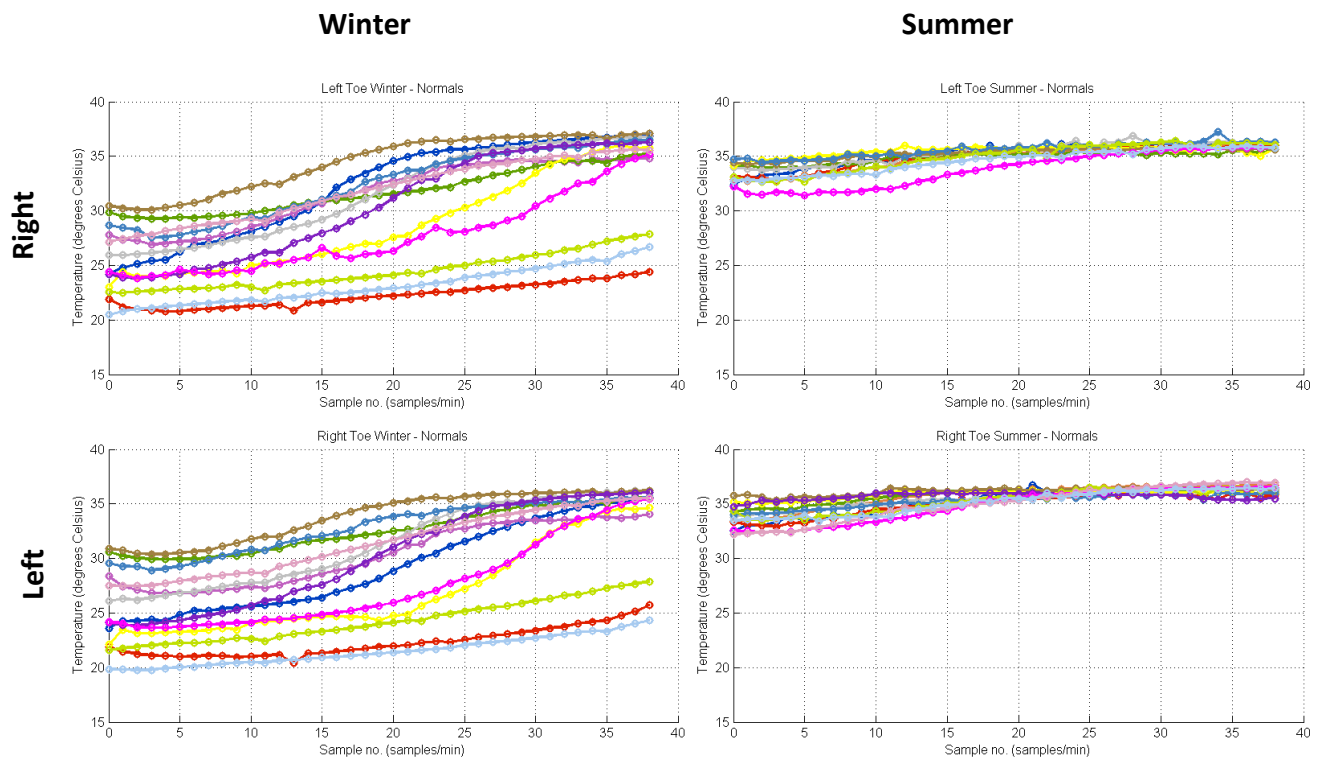 Winter
Summer
Right
Left Toe Winter - Normals
Temperature (degrees Celsius)
40
35
30
25
20
15
0 5 10 15 20 25 30 35 40
Sample no. (samples/min)
Left Toe Summer - Normals
Temperature (degrees Celsius)
40
35
30
25
20
15
0 5 10 15 20 25 30 35 40
Sample no. (samples/min)
Left
Right Toe Winter - Normals
Temperature (degrees Celsius)
40
35
30
25
20
15
0 5 10 15 20 25 30 35 40
Sample no. (samples/min)
Right Toe Summer - Normals
Temperature (degrees Celsius)
40
35
30
25
20
15
0 5 10 15 20 25 30 35 40
Sample no. (samples/min)